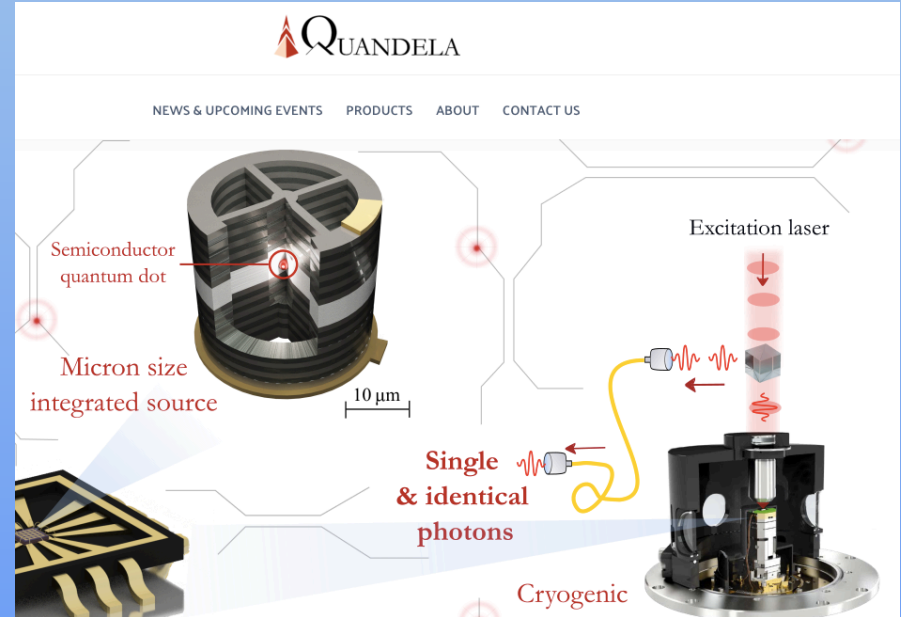 QUANDELA
NEWS & UPCOMING EVENTS PRODUCTS ABOUT CONTACT US
Semiconductor
quantum dot
Micron size
integrated source
10 µm
Excitation laser
Single
& identical
photons
Cryogenic